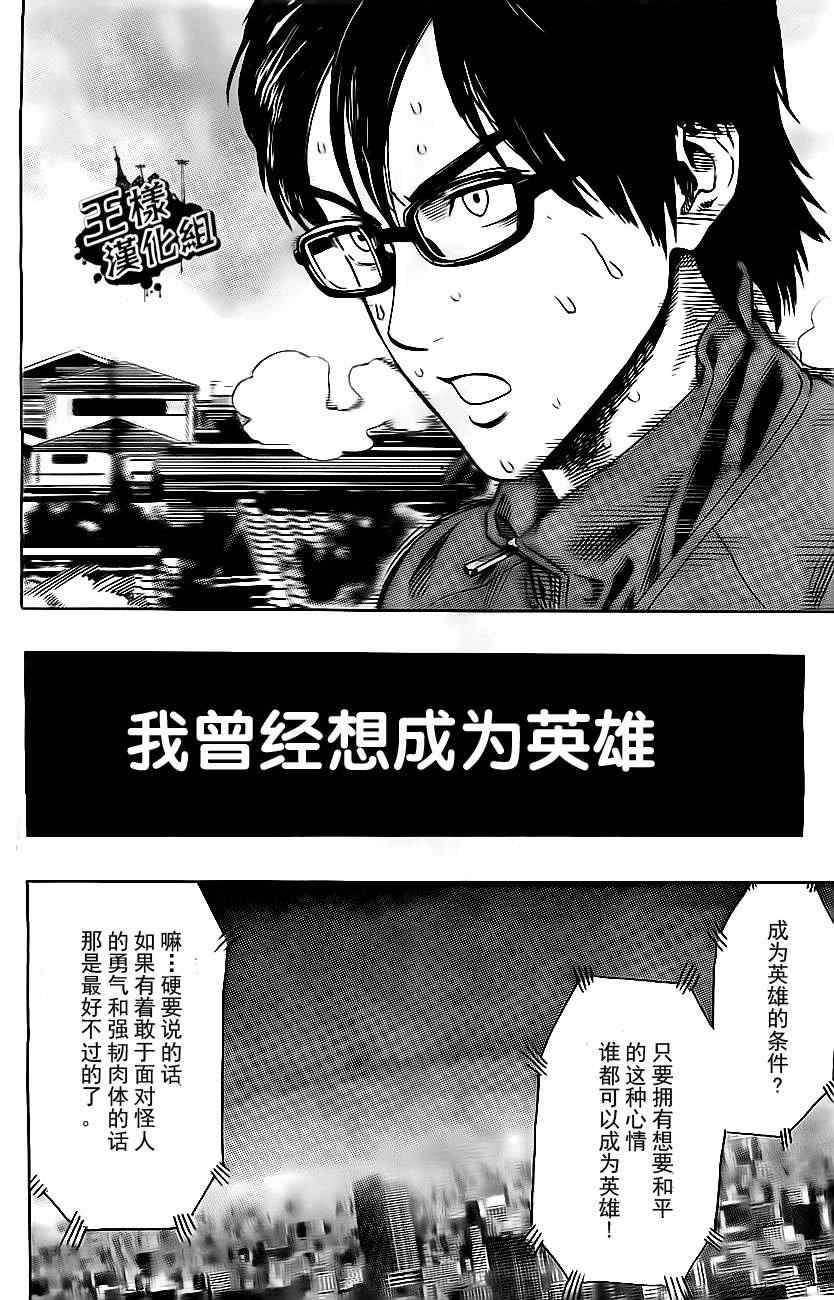 王樣
漢化組
我曾经想成为英雄
成为英雄的条件?
只要拥有想要和平
的这种心情
谁都可以成为英雄!
嘛…硬要说的话
如果有着敢于面对怪人
的勇气和强韧肉体的话
那是最好不过的了。